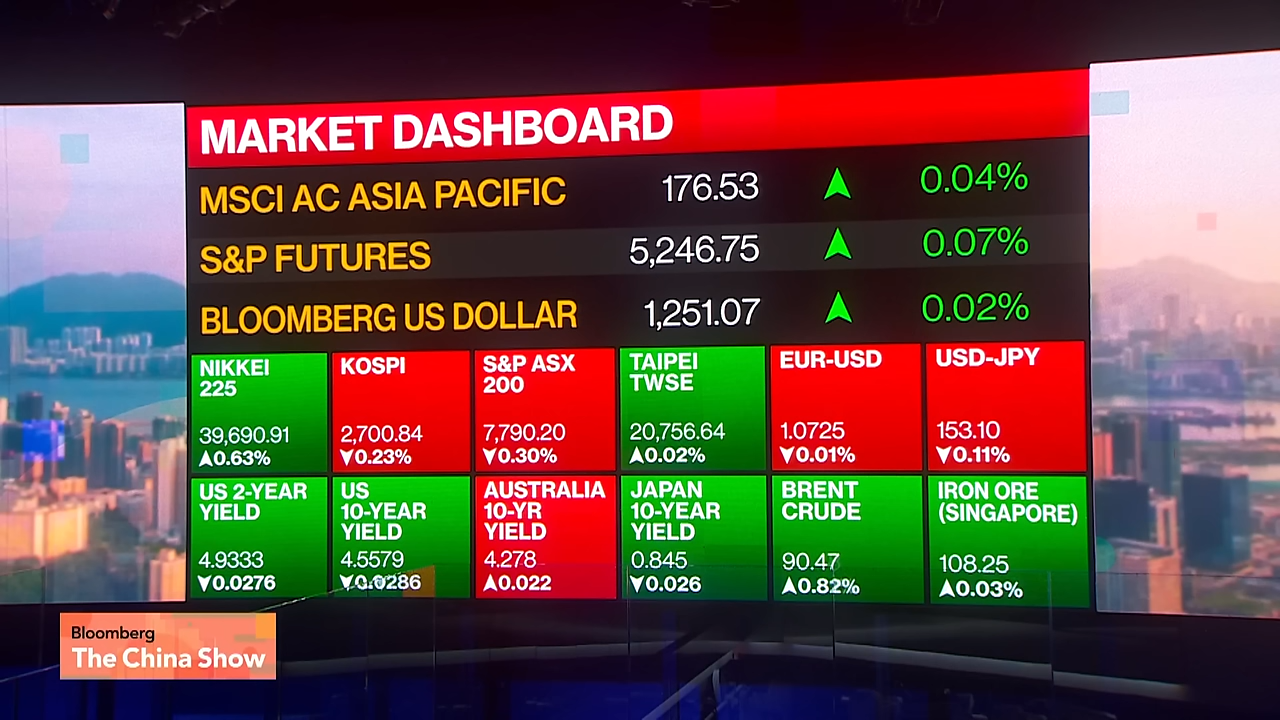 MARKET DASHBOARD
MSCI AC ASIA PACIFIC 176.53 ▲ 0.04%
S&P FUTURES 5,246.75 ▲ 0.07%
BLOOMBERG US DOLLAR 1,251.07 ▲ 0.02%
NIKKEI
225
39,690.91
▲0.63%
KOSPI
2,700.84
▼0.23%
S&P ASX
200
7,790.20
▼0.30%
TAIPEI
TWSE
20,756.64
▲0.02%
EUR-USD
1.0725
▼0.01%
USD-JPY
153.10
▼0.11%
US 2-YEAR
YIELD
4.9333
▼0.0276
US
10-YEAR
YIELD
4.5579
▼0.0286
AUSTRALIA
10-YR
YIELD
4.278
▲0.022
JAPAN
10-YEAR
YIELD
0.845
▼0.026
BRENT
CRUDE
90.47
▲0.82%
IRON ORE
(SINGAPORE)
108.25
▲0.03%
Bloomberg
The China Show